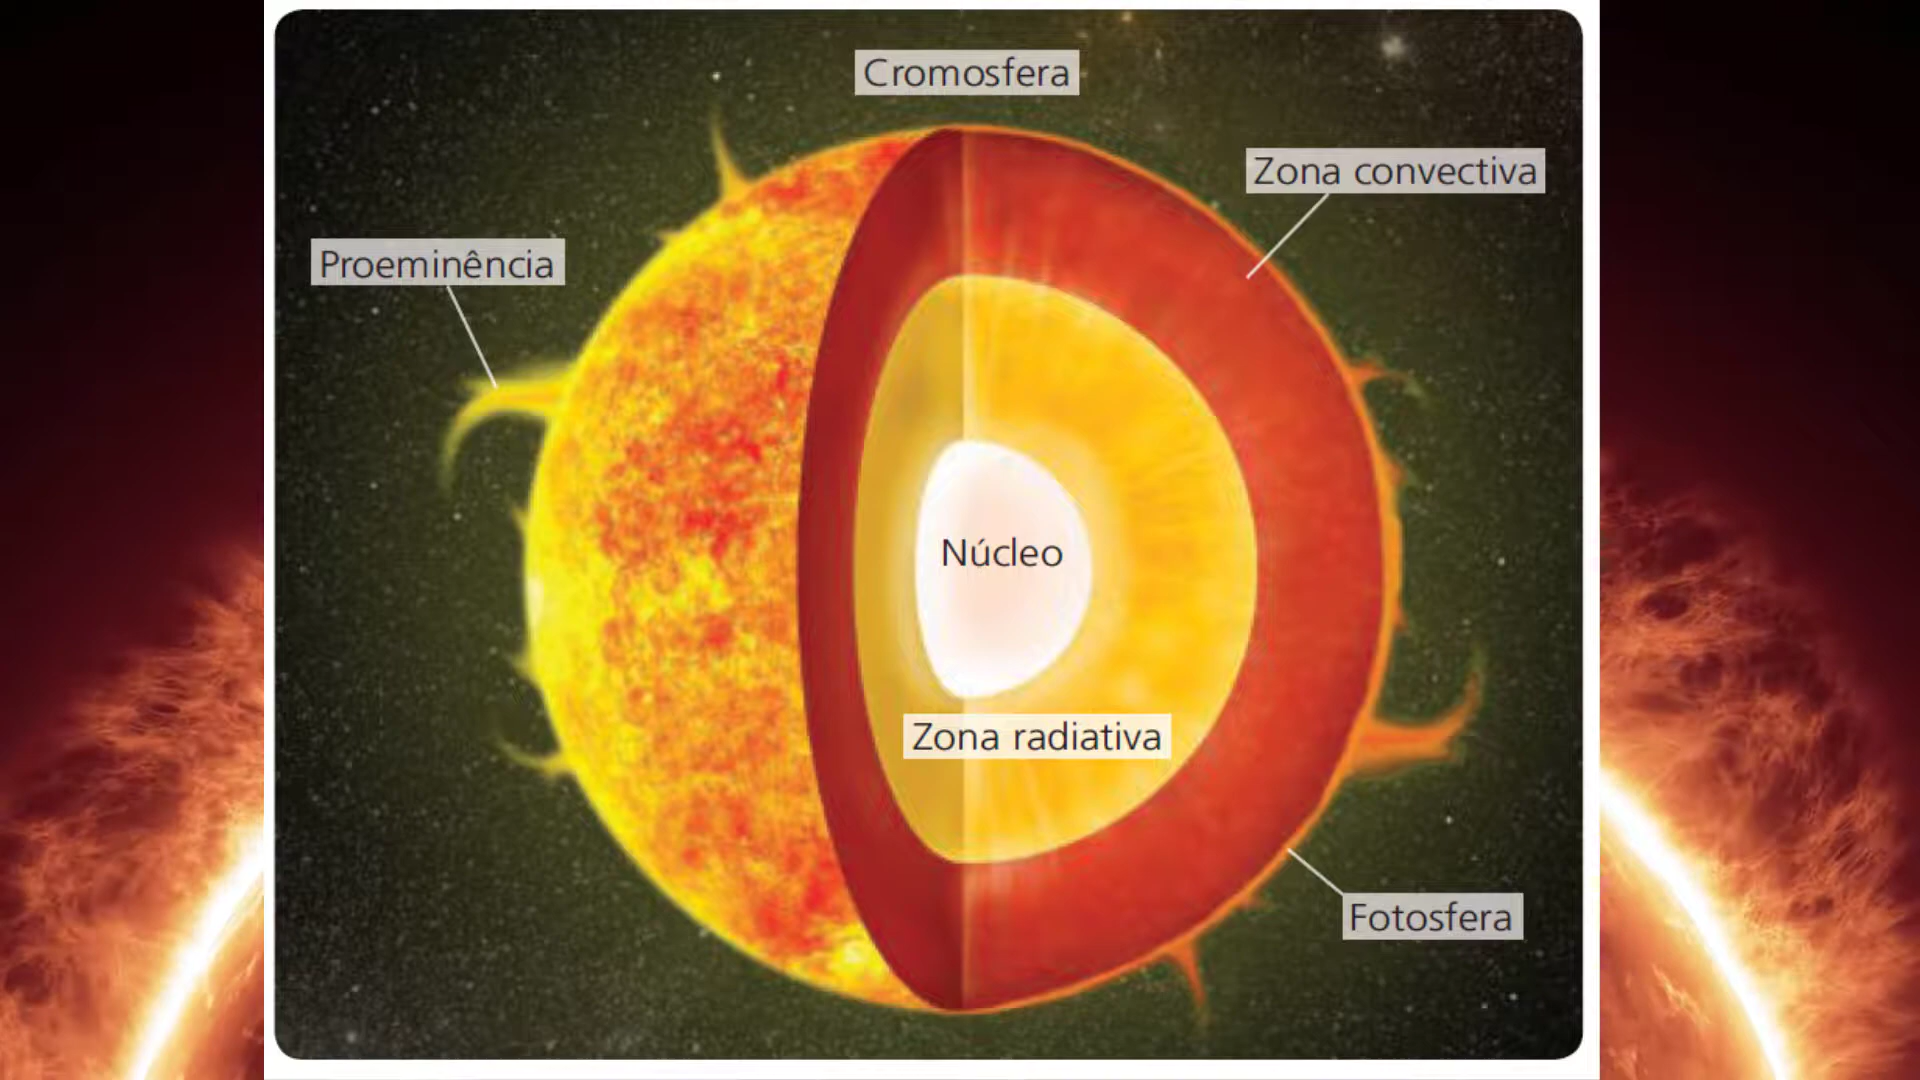 Cromosfera
Zona convectiva
Proeminência
Núcleo
Zona radiativa
Fotosfera